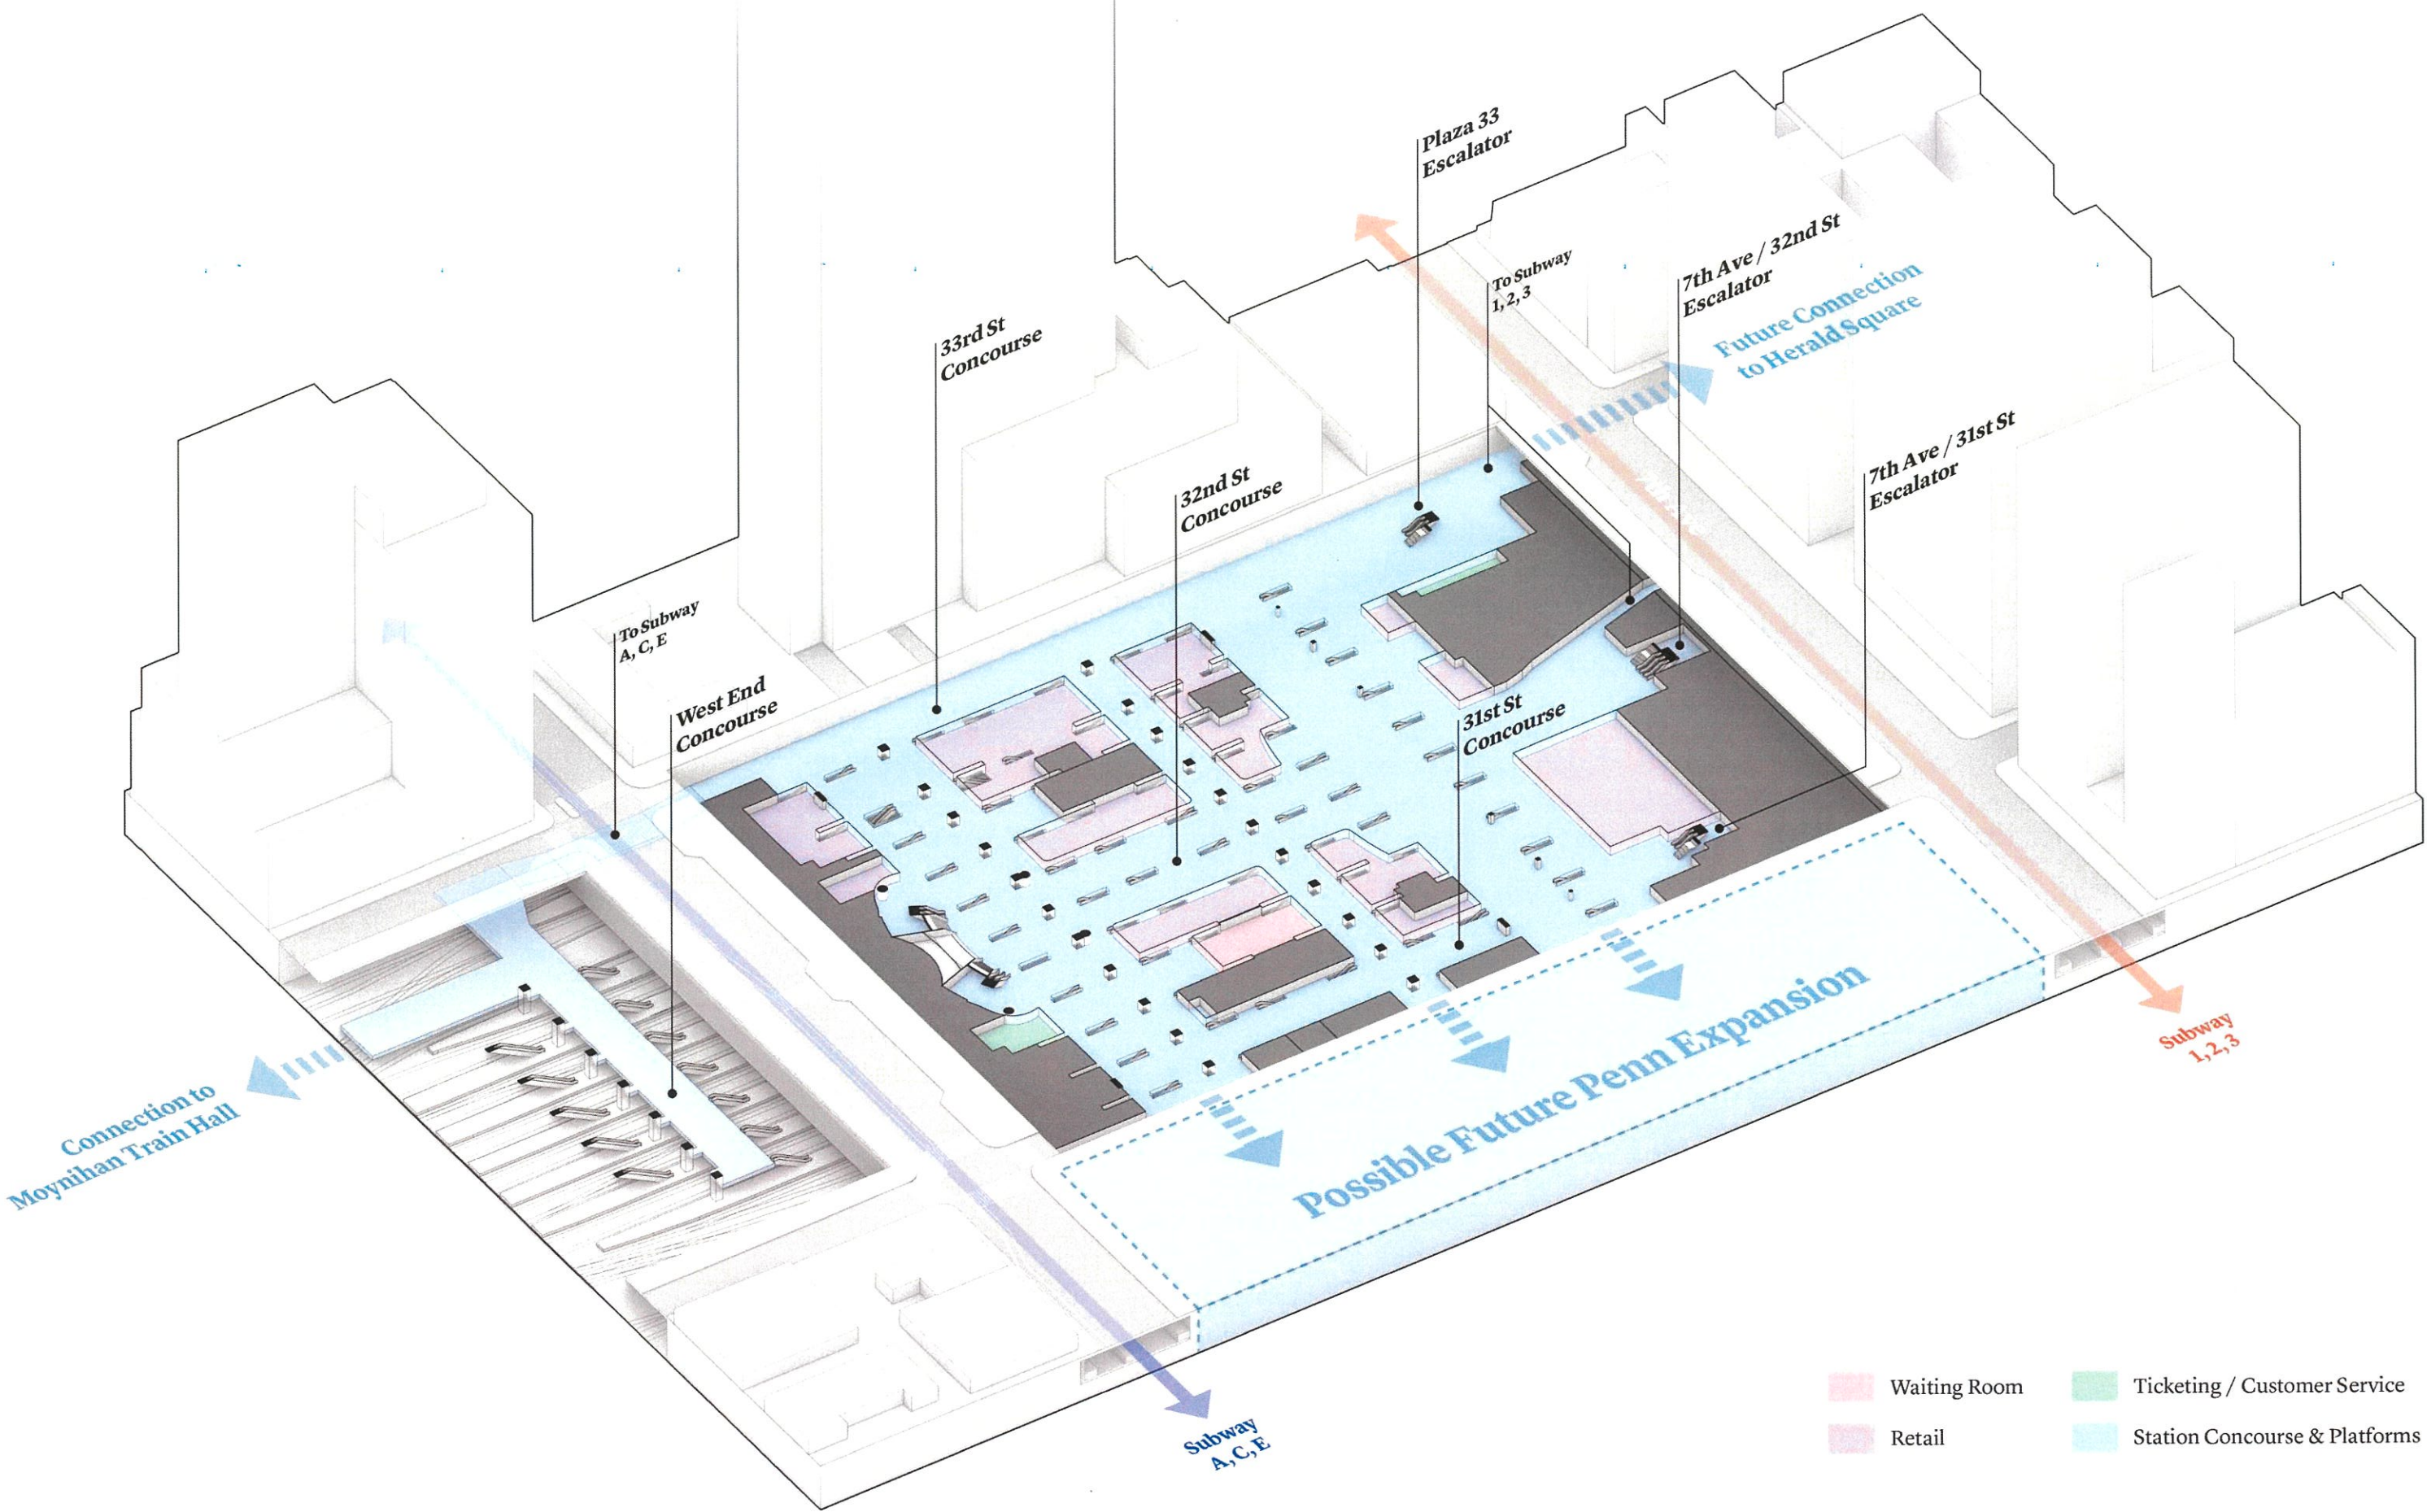 Plaza 33
Escalator
To Subway
1, 2, 3
7th Ave / 32nd St
Escalator
Future Connection
to Herald Square
33rd St
Concourse
32nd St
Concourse
7th Ave / 31st St
Escalator
To Subway
A, C, E
West End
Concourse
31st St
Concourse
Connection to
Moynihan Train Hall
Possible Future Penn Expansion
Subway
1, 2, 3
Subway
A, C, E
Waiting Room
Ticketing / Customer Service
Retail
Station Concourse & Platforms